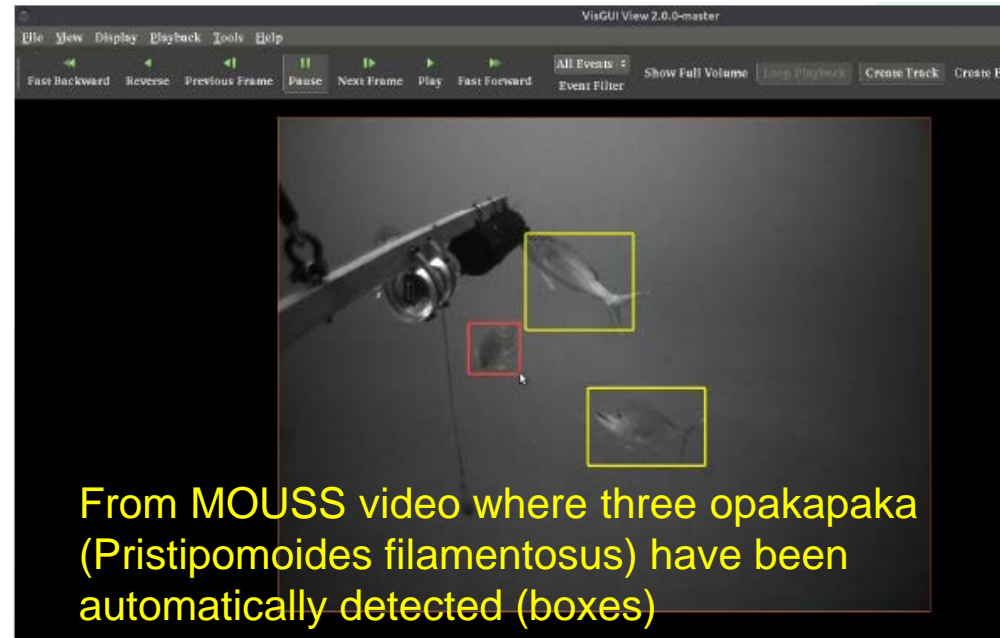 VisGUI View 2.0.0-master
File View Display Playback Tools Help
Fast Backward Reverse Previous Frame Pause Next Frame Play Fast Forward All Events Event Filter Show Full Volume Loop Playback Create Track Create E
From MOUSS video where three opakapaka
(Pristipomoides filamentosus) have been
automatically detected (boxes)